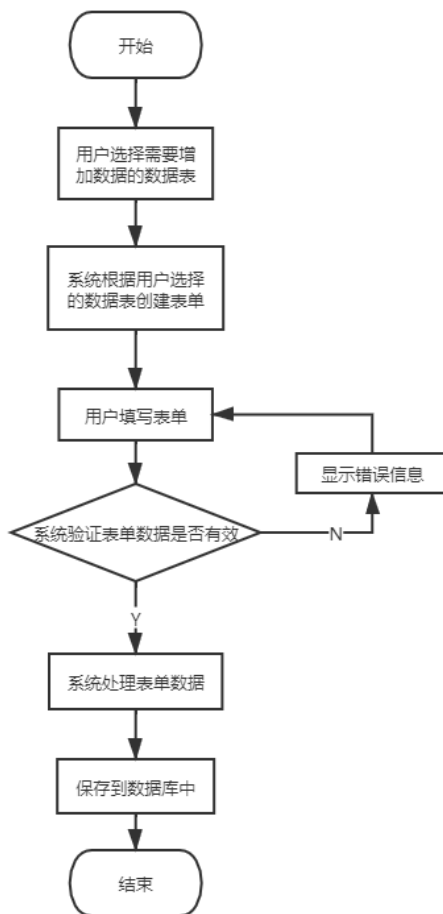 开始
用户选择需要增
加数据的数据表
系统根据用户选择
的数据表创建表单
用户填写表单
显示错误信息
系统验证表单数据是否有效
N
Y
系统处理表单数据
保存到数据库中
结束